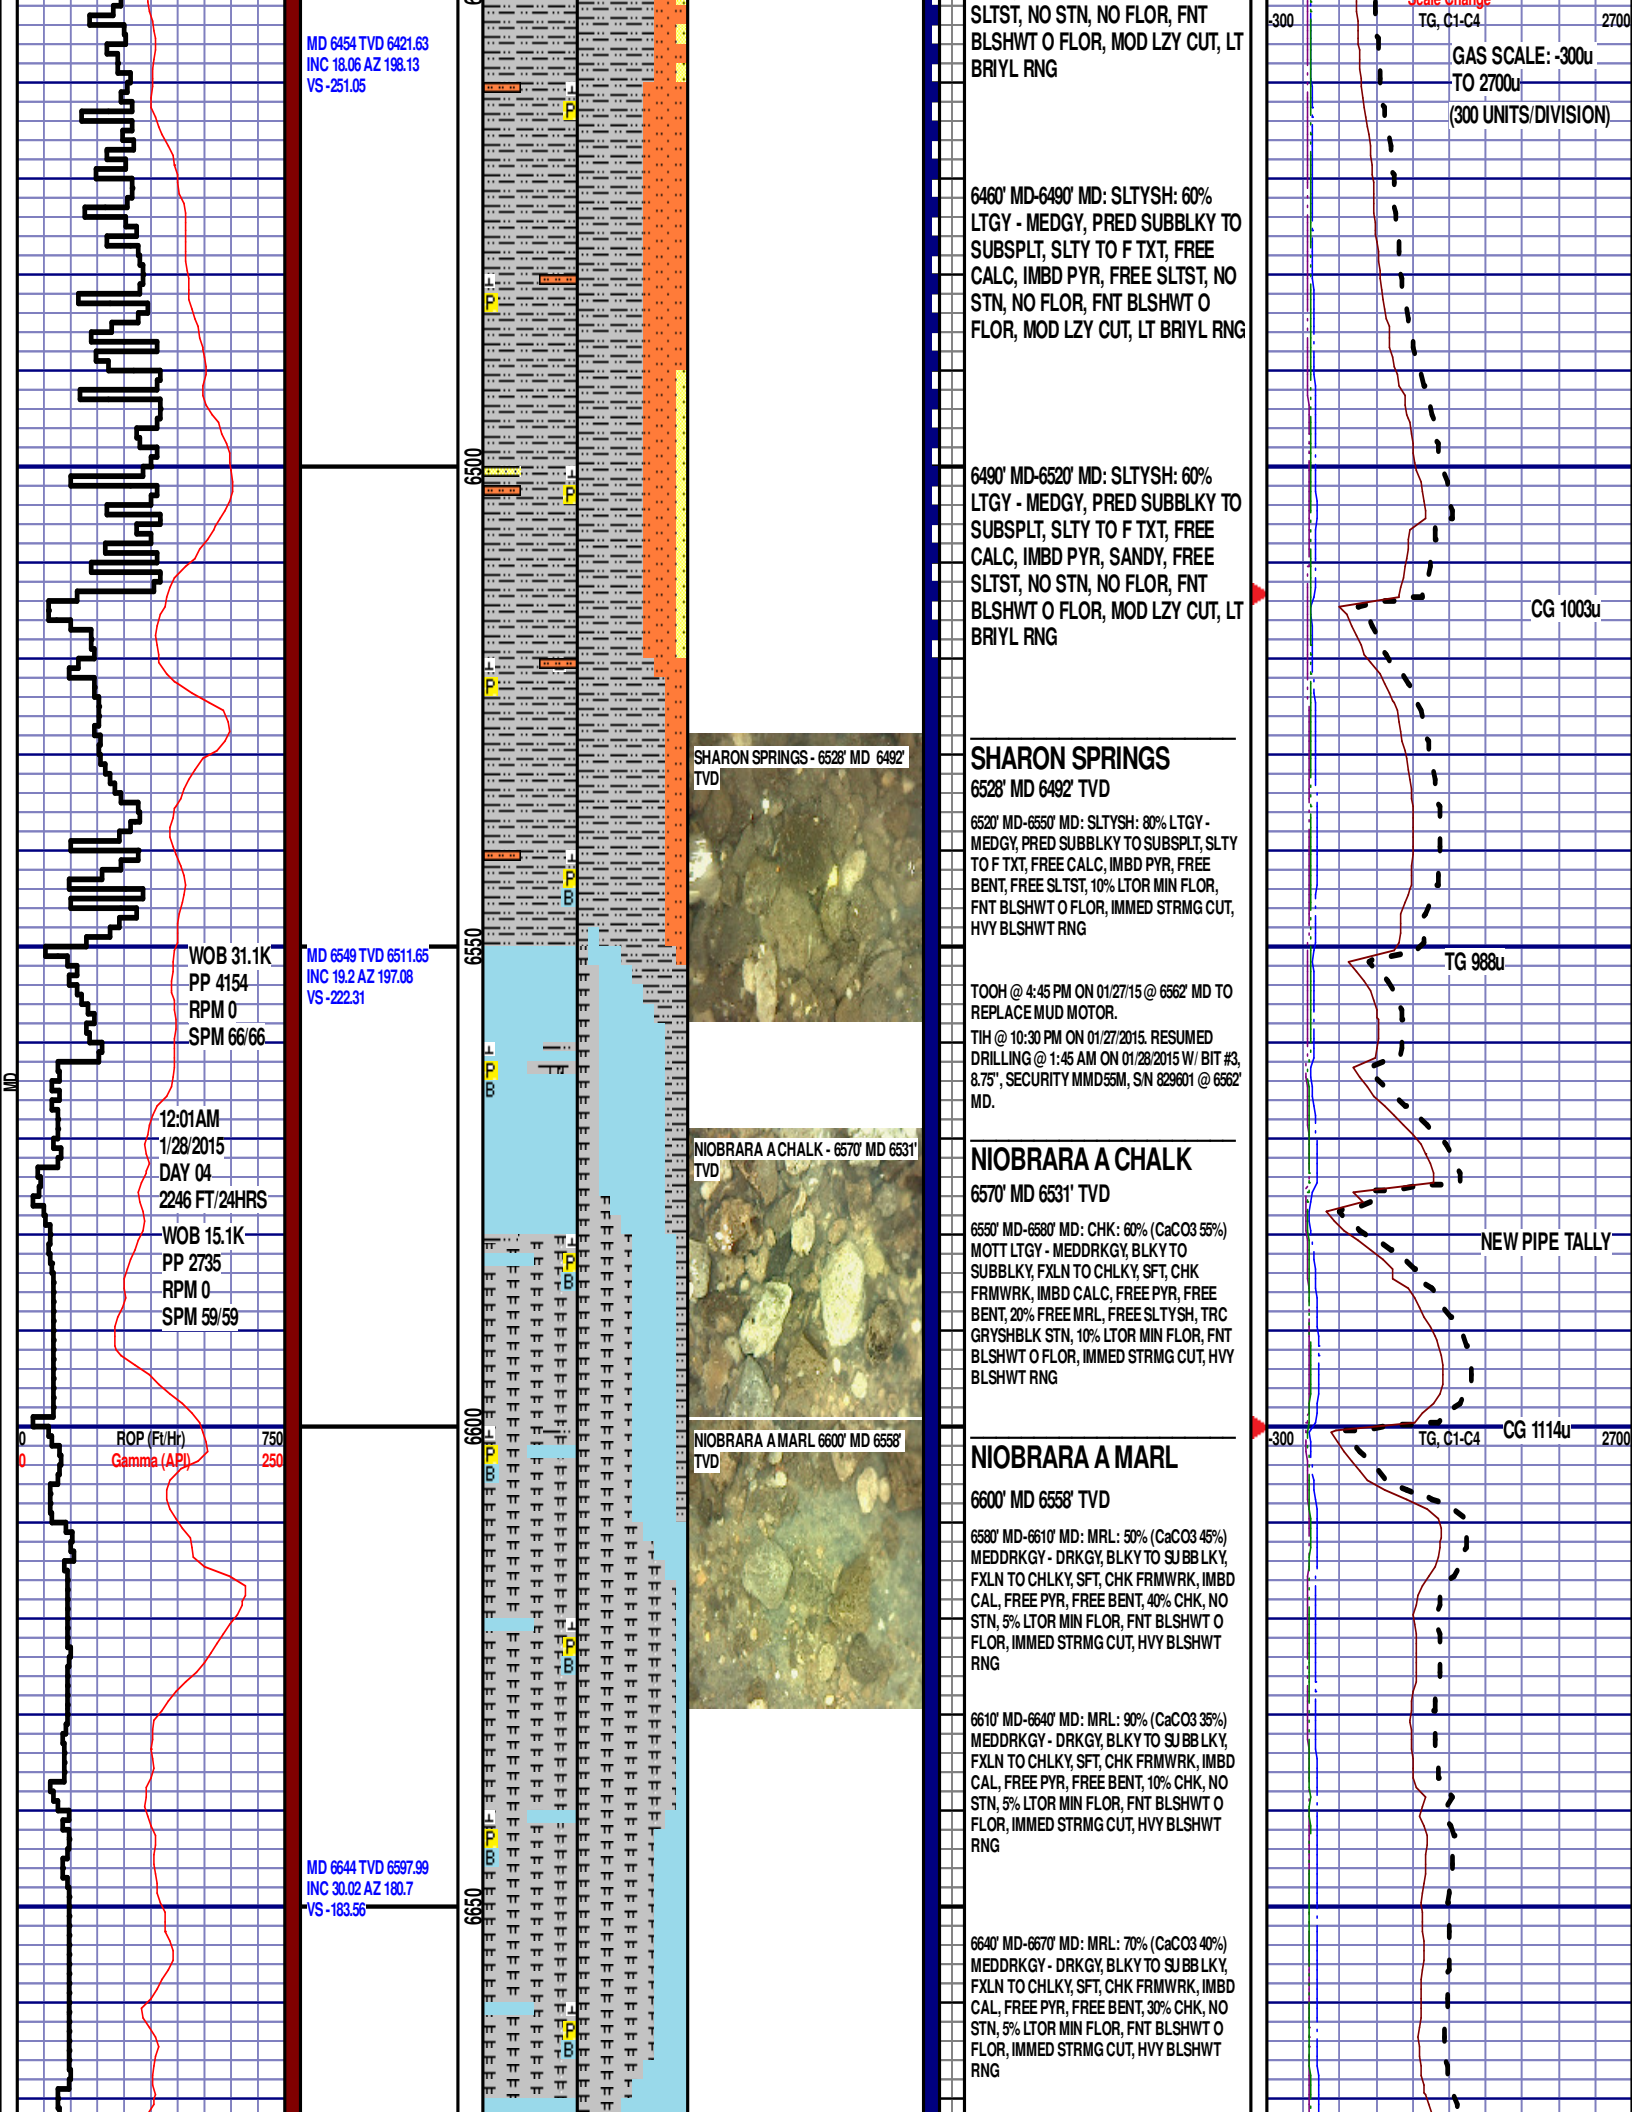 MD 6454 TVD 6421.63
INC 18.06 AZ 198.13
VS -251.05
WOB 31.1K
PP 4154
RPM 0
SPM 66/66
MD 6549 TVD 6511.65
INC 19.2 AZ 197.08
VS -222.31
MD
12:01AM
1/28/2015
DAY 04
2246 FT/24HRS
WOB 15.1K
PP 2735
RPM 0
SPM 59/59
0 ROP (Ft/Hr) 750
0 Gamma (API) 250
MD 6644 TVD 6597.99
INC 30.02 AZ 180.7
VS -183.56
6500
6550
6600
6650
P
P
P
P
P
B
P
B
P
B
P
B
P
B
P
B
P
B
SHARON SPRINGS - 6528' MD 6492'
TVD
NIOBRARA A CHALK - 6570' MD 6531'
TVD
NIOBRARA A MARL 6600' MD 6558'
TVD
SLTST, NO STN, NO FLOR, FNT
BLSHWT O FLOR, MOD LZY CUT, LT
BRIYL RNG
6460' MD-6490' MD: SLTYSH: 60%
LTGY - MEDGY, PRED SUBBLKY TO
SUBSPLT, SLTY TO F TXT, FREE
CALC, IMBD PYR, FREE SLTST, NO
STN, NO FLOR, FNT BLSHWT O
FLOR, MOD LZY CUT, LT BRIYL RNG
6490' MD-6520' MD: SLTYSH: 60%
LTGY - MEDGY, PRED SUBBLKY TO
SUBSPLT, SLTY TO F TXT, FREE
CALC, IMBD PYR, SANDY, FREE
SLTST, NO STN, NO FLOR, FNT
BLSHWT O FLOR, MOD LZY CUT, LT
BRIYL RNG
SHARON SPRINGS
6528' MD 6492' TVD
6520' MD-6550' MD: SLTYSH: 80% LTGY -
MEDGY, PRED SUBBLKY TO SUBSPLT, SLTY
TO F TXT, FREE CALC, IMBD PYR, FREE
BENT, FREE SLTST, 10% LTOR MIN FLOR,
FNT BLSHWT O FLOR, IMMED STRMG CUT,
HVY BLSHWT RNG
TOOH @ 4:45 PM ON 01/27/15 @ 6562' MD TO
REPLACE MUD MOTOR.
TIH @ 10:30 PM ON 01/27/2015. RESUMED
DRILLING @ 1:45 AM ON 01/28/2015 W/ BIT #3,
8.75", SECURITY MMD55M, S/N 829601 @ 6562'
MD.
NIOBRARA A CHALK
6570' MD 6531' TVD
6550' MD-6580' MD: CHK: 60% (CaCO3 55%)
MOTT LTGY - MEDDRKGY, BLKY TO
SUBBLKY, FXLN TO CHLKY, SFT, CHK
FRMWRK, IMBD CALC, FREE PYR, FREE
BENT, 20% FREE MRL, FREE SLTYSH, TRC
GRYSHBLK STN, 10% LTOR MIN FLOR, FNT
BLSHWT O FLOR, IMMED STRMG CUT, HVY
BLSHWT RNG
NIOBRARA A MARL
6600' MD 6558' TVD
6580' MD-6610' MD: MRL: 50% (CaCO3 45%)
MEDDRKGY - DRKGY, BLKY TO SUBBLKY,
FXLN TO CHLKY, SFT, CHK FRMWRK, IMBD
CAL, FREE PYR, FREE BENT, 40% CHK, NO
STN, 5% LTOR MIN FLOR, FNT BLSHWT O
FLOR, IMMED STRMG CUT, HVY BLSHWT
RNG
6610' MD-6640' MD: MRL: 90% (CaCO3 35%)
MEDDRKGY - DRKGY, BLKY TO SUBBLKY,
FXLN TO CHLKY, SFT, CHK FRMWRK, IMBD
CAL, FREE PYR, FREE BENT, 10% CHK, NO
STN, 5% LTOR MIN FLOR, FNT BLSHWT O
FLOR, IMMED STRMG CUT, HVY BLSHWT
RNG
6640' MD-6670' MD: MRL: 70% (CaCO3 40%)
MEDDRKGY - DRKGY, BLKY TO SUBBLKY,
FXLN TO CHLKY, SFT, CHK FRMWRK, IMBD
CAL, FREE PYR, FREE BENT, 30% CHK, NO
STN, 5% LTOR MIN FLOR, FNT BLSHWT O
FLOR, IMMED STRMG CUT, HVY BLSHWT
RNG
Scale Change
-300 TG, C1-C4 2700
GAS SCALE: -300u
TO 2700u
(300 UNITS/DIVISION)
CG 1003u
TG 988u
NEW PIPE TALLY
CG 1114u
-300 TG, C1-C4 2700